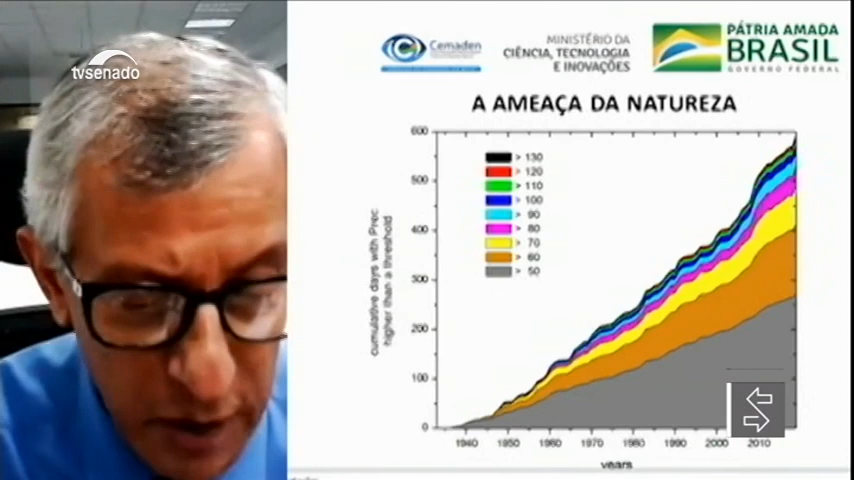 tvsenado
Cemaden
MINISTÉRIO DA
CIÊNCIA, TECNOLOGIA
E INOVAÇÕES
PÁTRIA AMADA
BRASIL
GOVERNO FEDERAL
A AMEAÇA DA NATUREZA
cumulative days with Prec
higher than a threshold
600
500
400
300
200
100
0
> 130
> 120
> 110
> 100
> 90
> 80
> 70
> 60
> 50
1940 1950 1960 1970 1980 1990 2000 2010
years